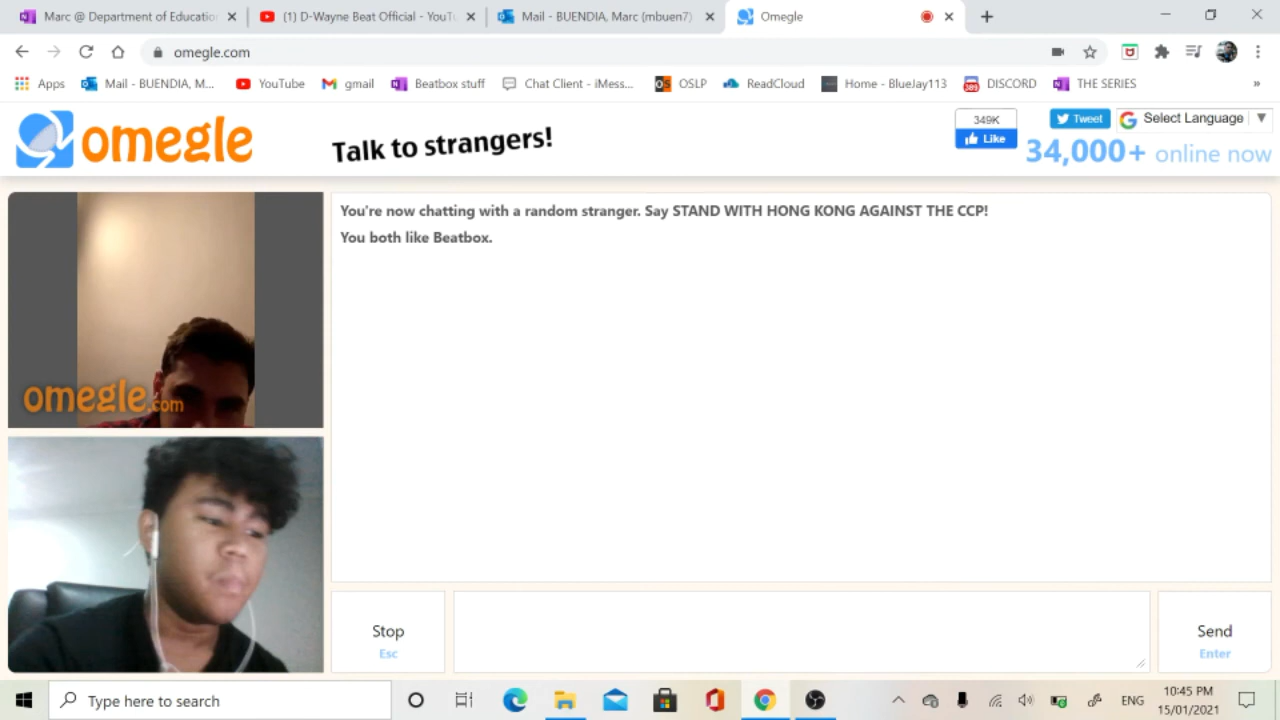 Marc @ Department of Education
(1) D-Wayne Beat Official - YouTu
Mail - BUENDIA, Marc (mbuen7)
Omegle
omegle.com
Apps
Mail - BUENDIA, M...
YouTube
gmail
Beatbox stuff
Chat Client - iMess...
OSLP
ReadCloud
Home - BlueJay113
DISCORD
THE SERIES
»
omegle
Talk to strangers!
349K
Like
Tweet
Select Language
34,000+ online now
You're now chatting with a random stranger. Say STAND WITH HONG KONG AGAINST THE CCP!
You both like Beatbox.
omegle.com
Stop
Esc
Send
Enter
Type here to search
ENG
10:45 PM
15/01/2021